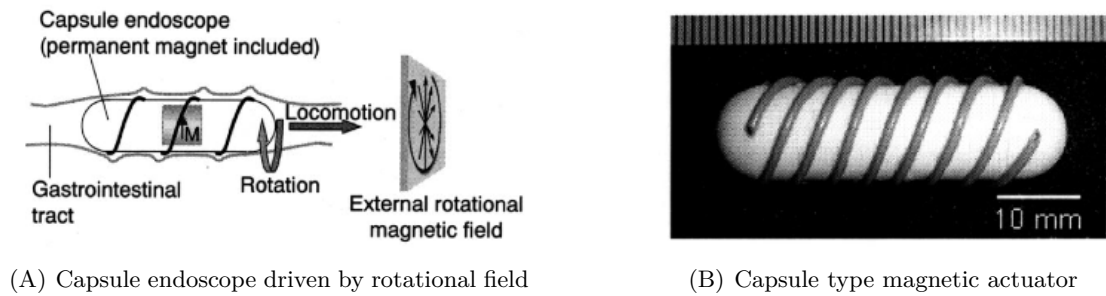 Capsule endoscope
(permanent magnet included)
M
Locomotion
Rotation
Gastrointestinal
tract
External rotational
magnetic field
10 mm
(A) Capsule endoscope driven by rotational field
(B) Capsule type magnetic actuator